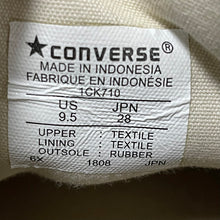 ★CONVERSE®
MADE IN INDONESIA
FABRIQUE EN INDONÉSIE
1CK710
US JPN
9.5 28
UPPER : TEXTILE
LINING : TEXTILE
OUTSOLE : RUBBER
6X 1808 JPN